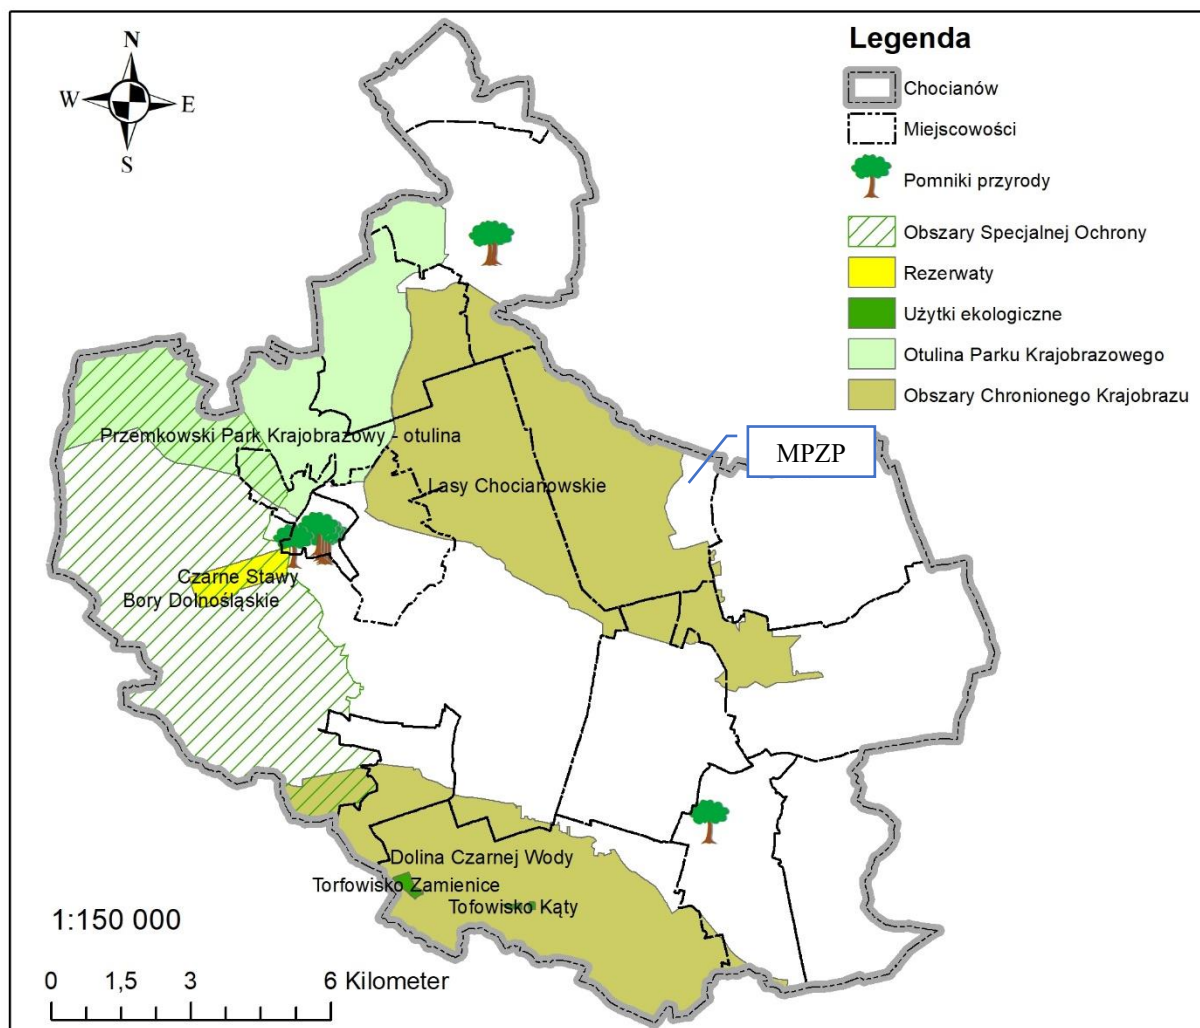 N
W
E
S
Legenda
Chocianów
Miejscowości
Pomniki przyrody
Obszary Specjalnej Ochrony
Rezerwaty
Użytki ekologiczne
Otulina Parku Krajobrazowego
Obszary Chronionego Krajobrazu
Przemkowski Park Krajobrazowy - otulina
MPZP
Lasy Chocianowskie
Czarne Stawy
Bory Dolnośląskie
Dolina Czarnej Wody
Torfowisko Zamienice
Tofowisko Kąty
1:150 000
0 1,5 3 6 Kilometer